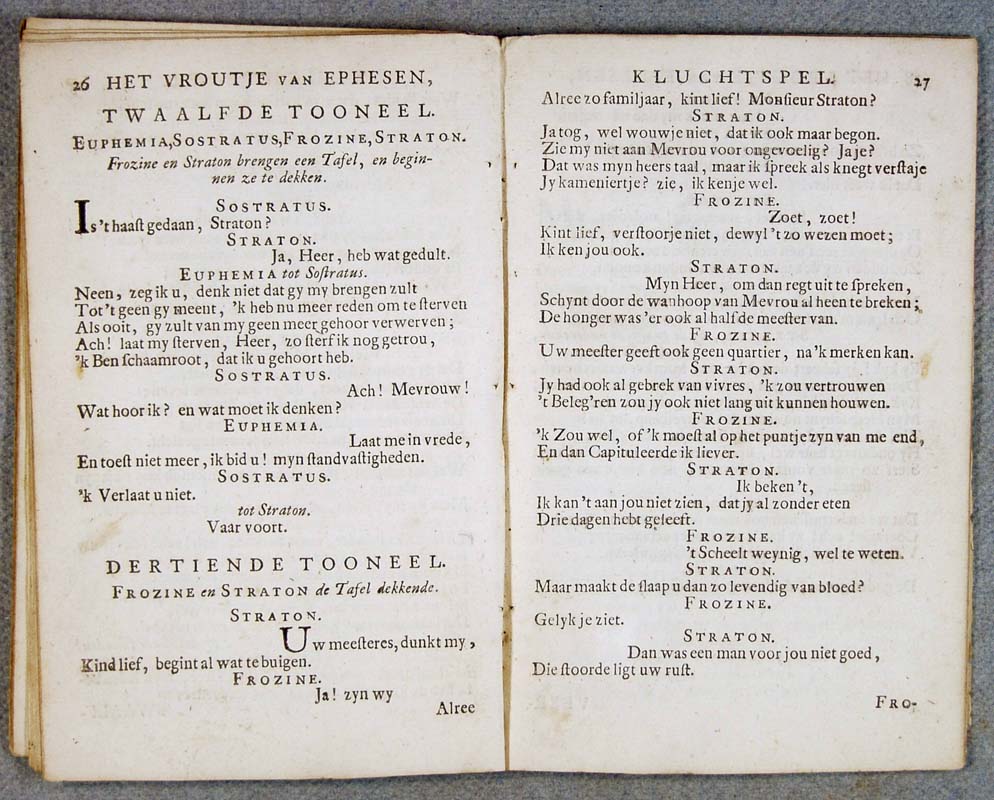 26 HET VROUTJE VAN EPHESEN,
TWAALFDE TOONEEL.
EUPHEMIA, SOSTRATUS, FROZINE, STRATON.
Frozine en Straton brengen een Tafel, en begin-
nen ze te dekken.
SOSTRATUS.
Is 't haast gedaan, Straton?
STRATON.
Ja, Heer, heb wat gedult.
EUPHEMIA tot Sostratus.
Neen, zeg ik u, denk niet dat gy my brengen zult
Tot 't geen gy meent, 'k heb nu meer reden om te sterven
Als ooit, gy zult van my geen meer gehoor verwerven;
Ach! laat my sterven, Heer, zo sterf ik nog getrou,
'k Ben schaamroot, dat ik u gehoort heb.
SOSTRATUS.
Ach! Mevrouw!
Wat hoor ik? en wat moet ik denken?
EUPHEMIA.
Laat me in vrede,
En toest niet meer, ik bid u! myn standvastigheden.
SOSTRATUS.
'k Verlaat u niet.
tot Straton.
Vaar voort.
DERTIENDE TOONEEL.
FROZINE en STRATON de Tafel dekkende.
STRATON.
Uw meesteres, dunkt my,
Kind lief, begint al wat te buigen.
FROZINE.
Ja! zyn wy
Alree
KLUCHTSPEL. 27
Alree zo familjaar, kint lief! Monsieur Straton?
STRATON.
Ja tog, wel wouwje niet, dat ik ook maar begon.
Zie my niet aan Mevrou voor ongevoelig? Ja je?
Dat was myn heers taal, maar ik spreek als knegt verstaje
Jy kameniertje? zie, ik kenje wel.
FROZINE.
Zoet, zoet!
Kint lief, verstoorje niet, dewyl 't zo wezen moet;
Ik ken jou ook.
STRATON.
Myn Heer, om dan regt uit te spreken,
Schynt door de wanhoop van Mevrou al heen te breken;
De honger was 'er ook al half de meester van.
FROZINE.
Uw meester geeft ook geen quartier, na 'k merken kan.
STRATON.
Jy had ook al gebrek van vivres, 'k zou vertrouwen
't Beleg'ren zou jy ook niet lang uit kunnen houwen.
FROZINE.
'k Zou wel, of 'k moest al op het puntje zyn van me end,
En dan Capituleerde ik liever.
STRATON.
Ik beken 't,
Ik kan 't aan jou niet zien, dat jy al zonder eten
Drie dagen hebt geleeft.
FROZINE.
't Scheelt weynig, wel te weten.
STRATON.
Maar maakt de slaap u dan zo levendig van bloed?
FROZINE.
Gelyk je ziet.
STRATON.
Dan was een man voor jou niet goed,
Die stoorde ligt uw rust.
FRO-